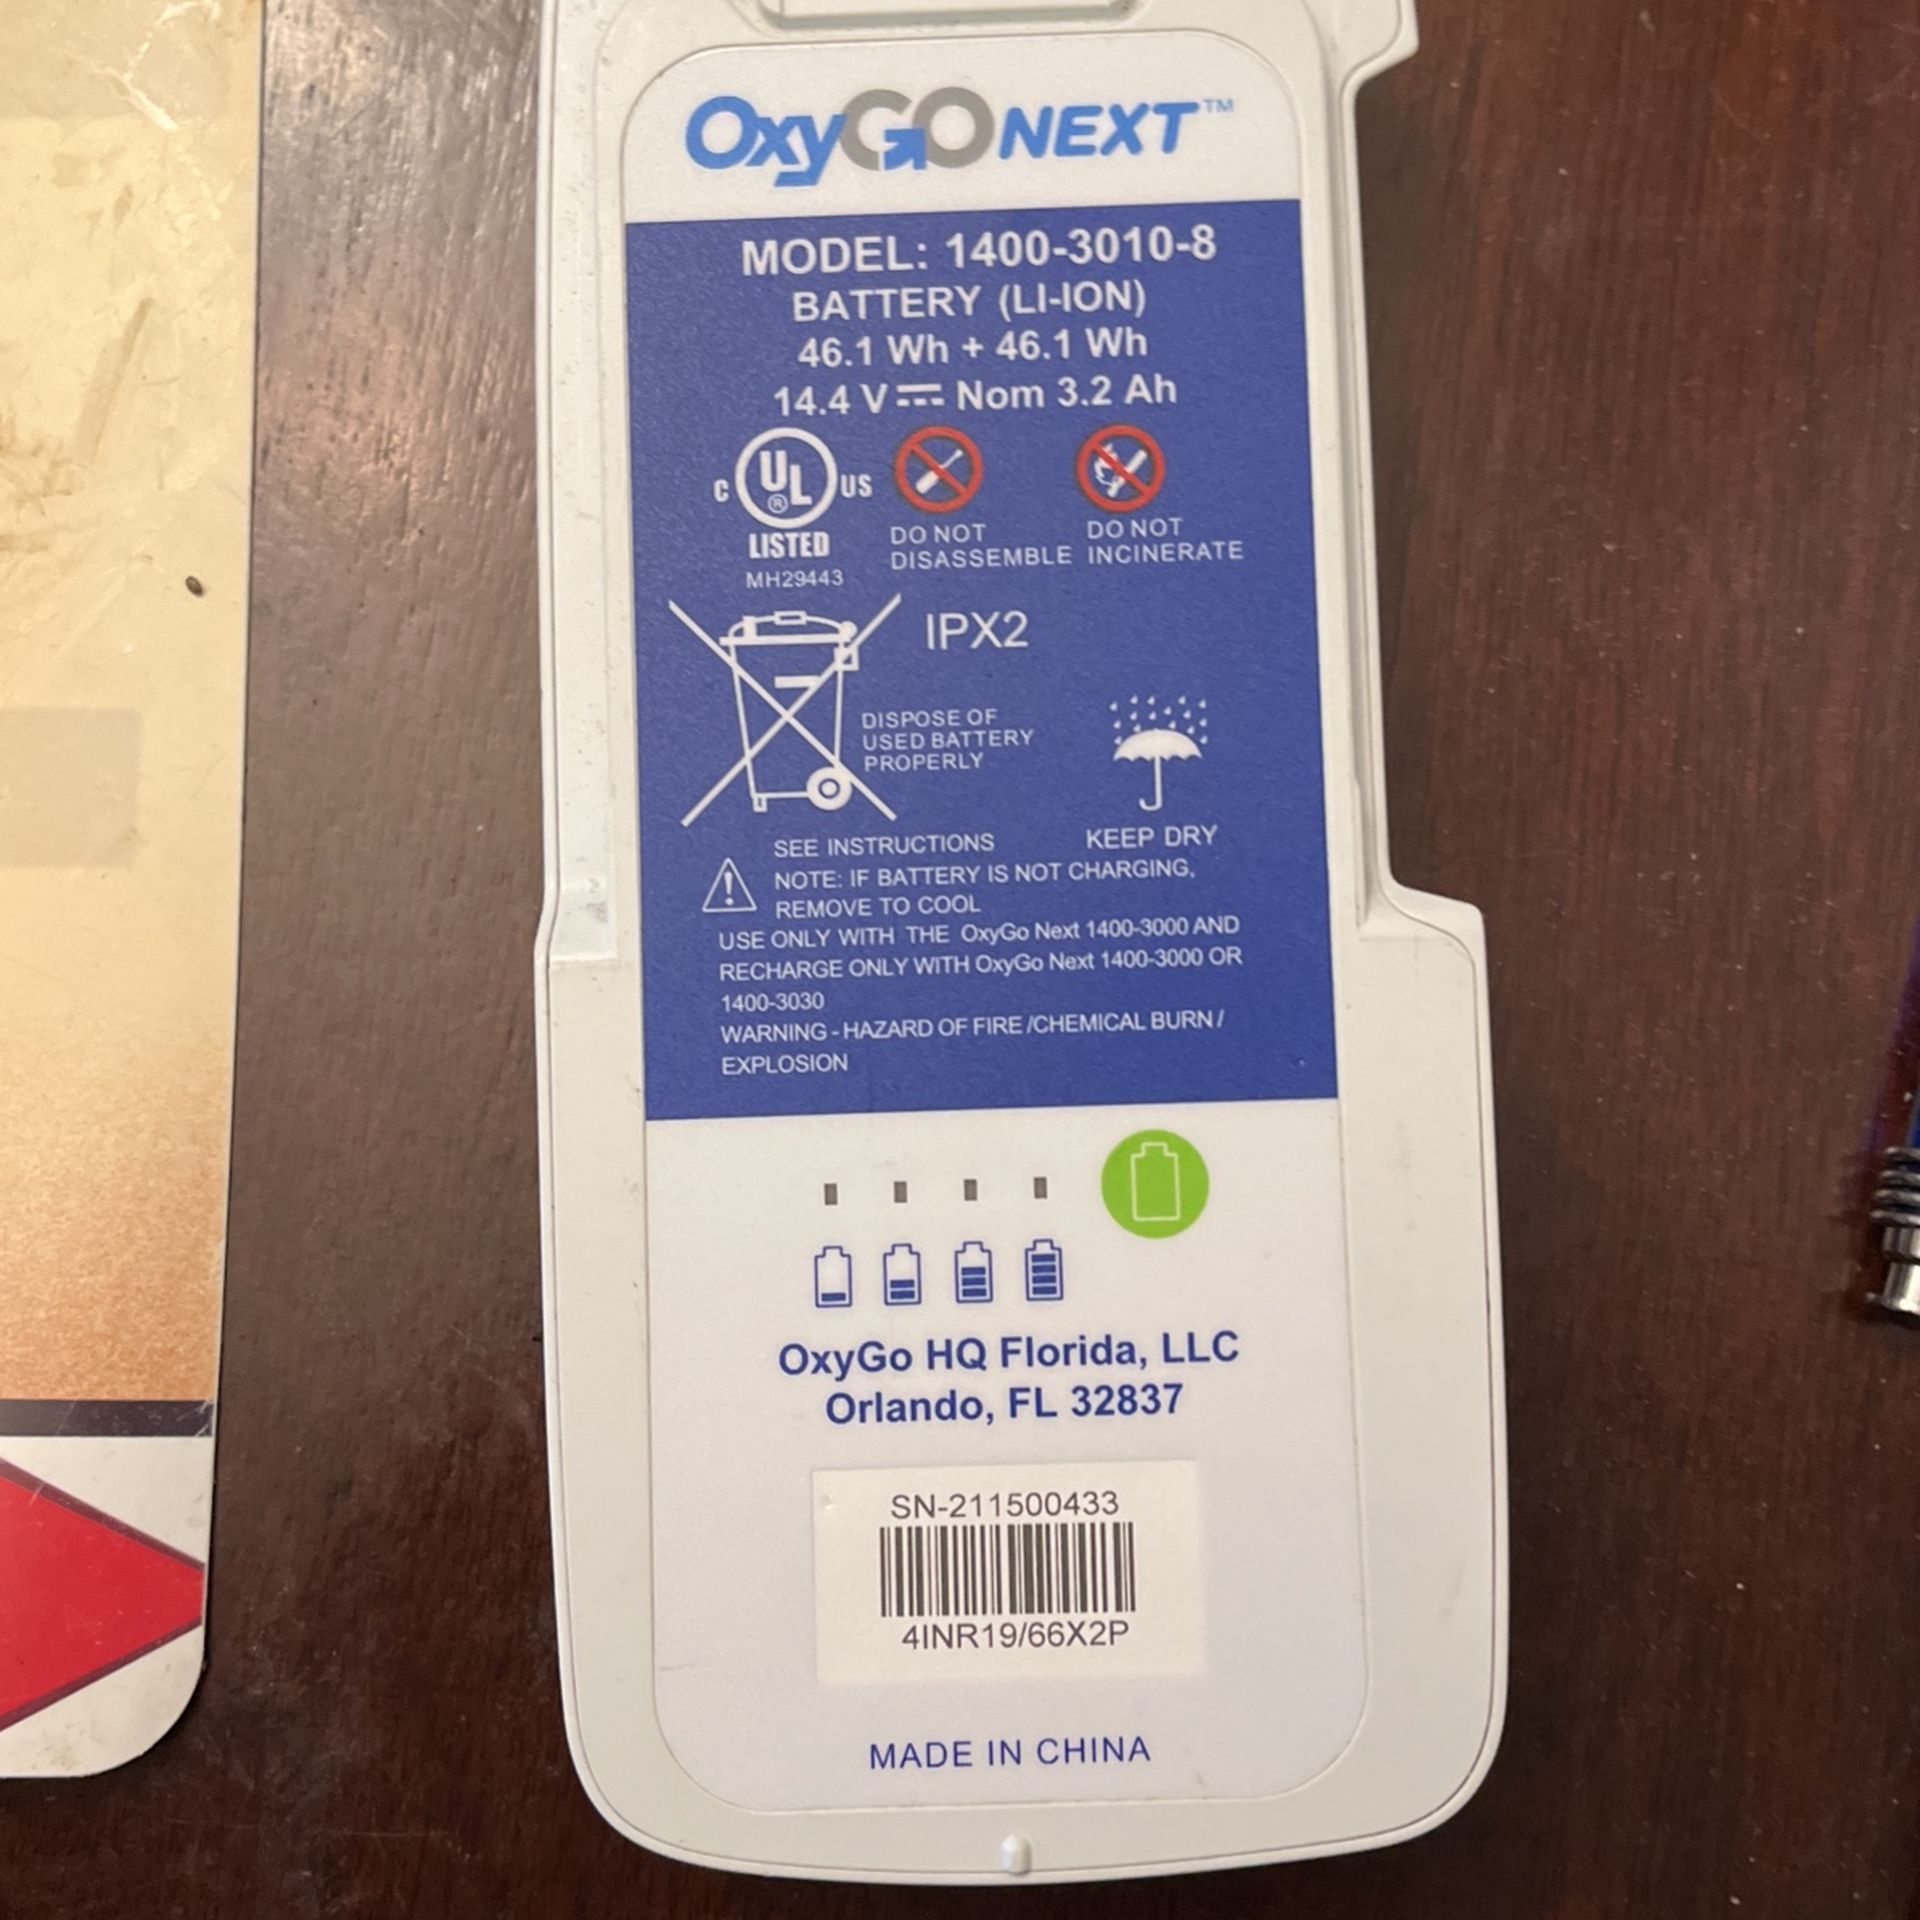 OxyGO NEXT™
MODEL: 1400-3010-8
BATTERY (LI-ION)
46.1 Wh + 46.1 Wh
14.4 V⎓ Nom 3.2 Ah
C UL® US
LISTED
MH29443
DO NOT
DISASSEMBLE
DO NOT
INCINERATE
IPX2
DISPOSE OF
USED BATTERY
PROPERLY
KEEP DRY
SEE INSTRUCTIONS
NOTE: IF BATTERY IS NOT CHARGING,
REMOVE TO COOL
USE ONLY WITH THE OxyGo Next 1400-3000 AND
RECHARGE ONLY WITH OxyGo Next 1400-3000 OR
1400-3030
WARNING - HAZARD OF FIRE /CHEMICAL BURN /
EXPLOSION
OxyGo HQ Florida, LLC
Orlando, FL 32837
SN-211500433
4INR19/66X2P
MADE IN CHINA